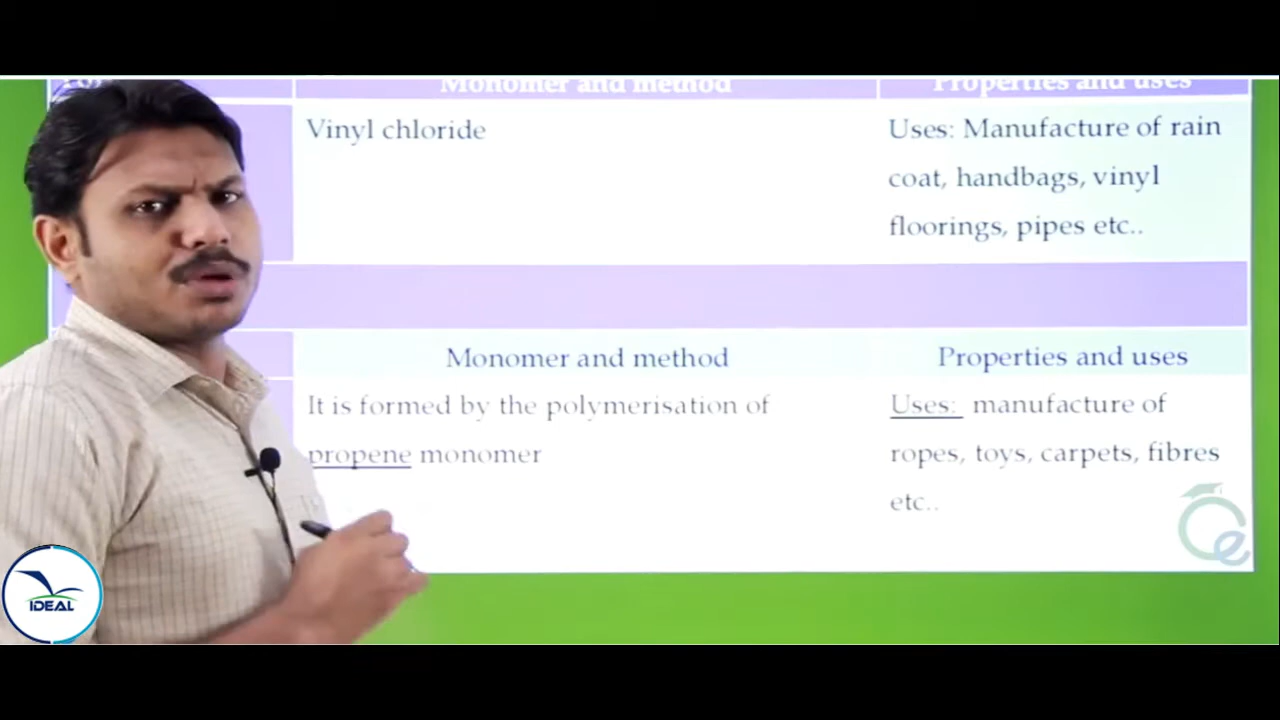 Monomer and method
Properties and uses
Vinyl chloride
Uses: Manufacture of rain
coat, handbags, vinyl
floorings, pipes etc..
Monomer and method
Properties and uses
It is formed by the polymerisation of
propene monomer
Uses: manufacture of
ropes, toys, carpets, fibres
etc..
IDEAL